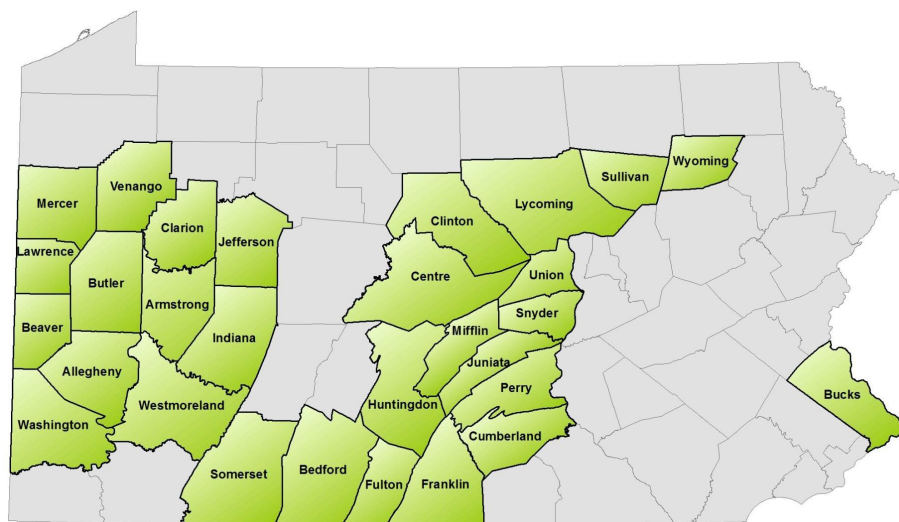 Wyoming
Sullivan
Venango
Mercer
Lycoming
Clinton
Clarion
Jefferson
Lawrence
Centre
Union
Butler
Armstrong
Snyder
Beaver
Mifflin
Indiana
Juniata
Allegheny
Perry
Bucks
Huntingdon
Westmoreland
Washington
Cumberland
Somerset
Bedford
Fulton
Franklin